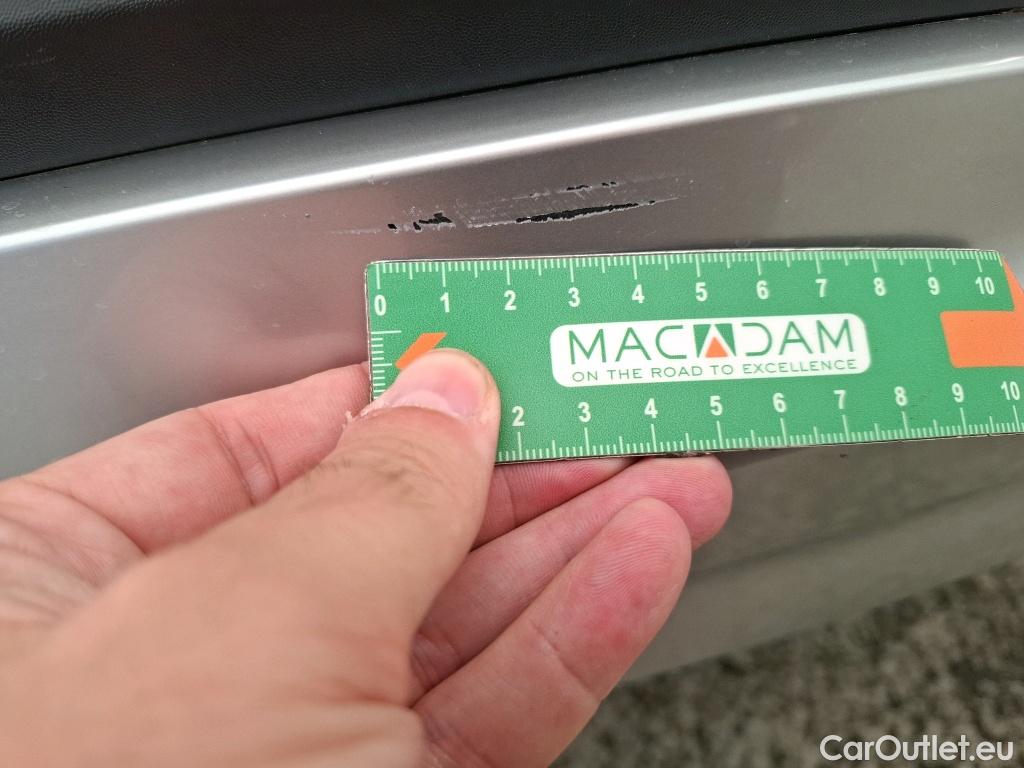 0 1 2 3 4 5 6 7 8 9 10
MACADAM
ON THE ROAD TO EXCELLENCE
2 3 4 5 6 7 8 9 10
CarOutlet.eu